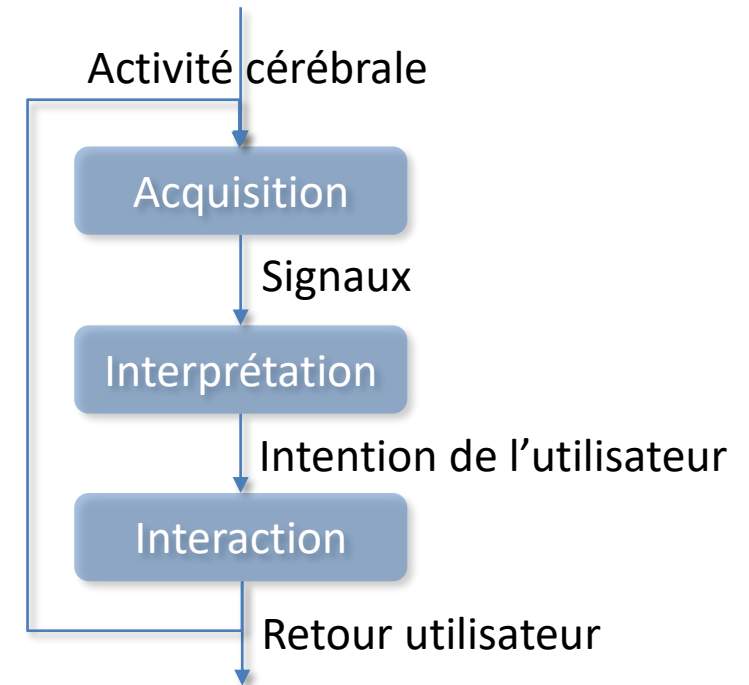 Activité cérébrale
Acquisition
Signaux
Interprétation
Intention de l’utilisateur
Interaction
Retour utilisateur